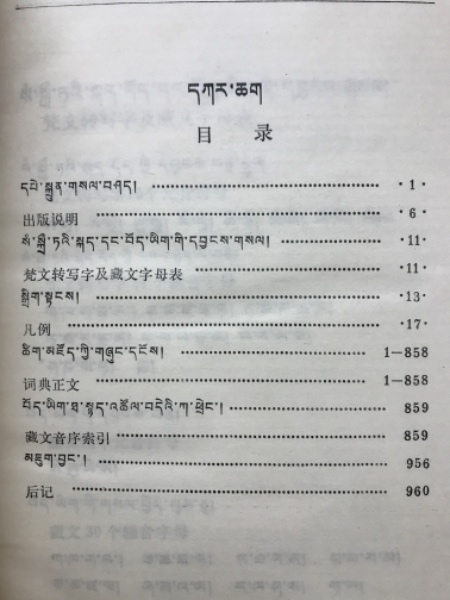 དཀར་ཆག
目 录
དཔེ་སྐྲུན་གསལ་བཤད། ·1·
出版说明 ·6·
སཾ་སྐྲྀ་ཏའི་སྐད་དང་བོད་ཡིག་གི་དབྱངས་གསལ། ·11·
梵文转写字及藏文字母表 ·11·
སྒྲིག་སྟངས། ·13·
凡例 ·17·
ཚིག་མཛོད་ཀྱི་གཞུང་དངོས། 1—858
词典正文 1—858
བོད་ཡིག་ཐ་སྙད་འཚོལ་བདེའི་ཀ་ཕྲེང་། 859
藏文音序索引 859
མཇུག་བྱང་། 956
后记 960